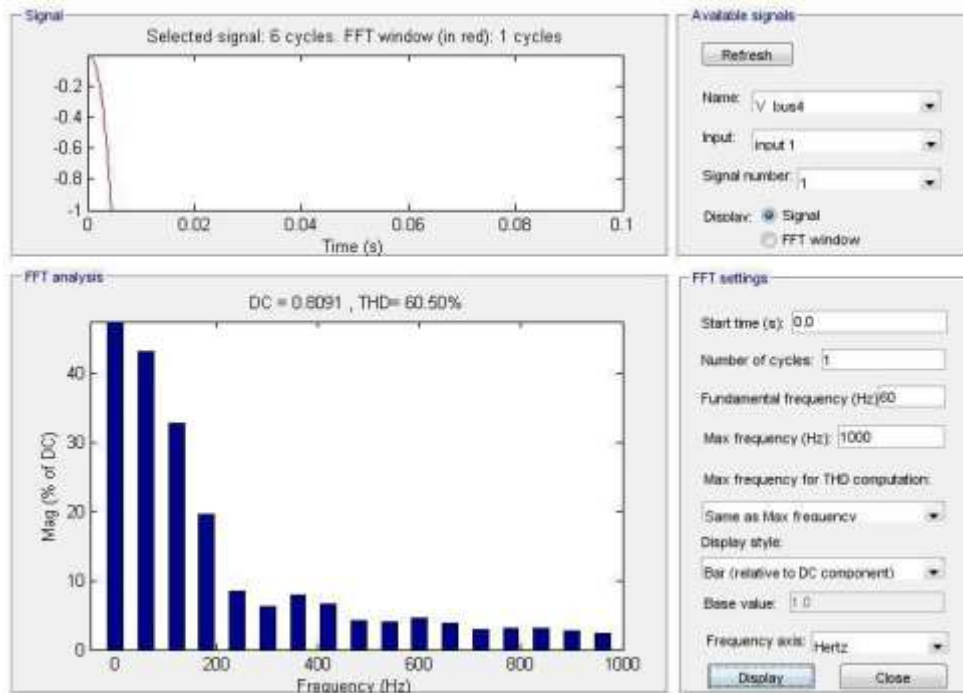 Signal
Selected signal: 6 cycles. FFT window (in red): 1 cycles
-0.2
-0.4
-0.6
-0.8
-1
0 0.02 0.04 0.06 0.08 0.1
Time (s)
Available signals
Refresh
Name: V bus4
Input: input 1
Signal number: 1
Display: Signal
FFT window
FFT analysis
DC = 0.8091 , THD= 60.50%
Mag (% of DC)
40
30
20
10
0
0 200 400 600 800 1000
Frequency (Hz)
FFT settings
Start time (s): 0.0
Number of cycles: 1
Fundamental frequency (Hz) 60
Max frequency (Hz): 1000
Max frequency for THD computation:
Same as Max frequency
Display style:
Bar (relative to DC component)
Base value: 1.0
Frequency axis: Hertz
Display Close